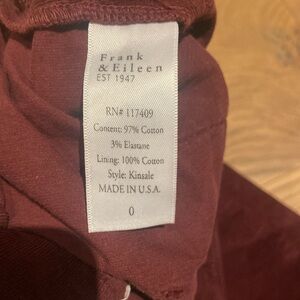 Frank
& Eileen
EST 1947
RN# 117409
Content: 97% Cotton
3% Elastane
Lining: 100% Cotton
Style: Kinsale
MADE IN U.S.A.
0